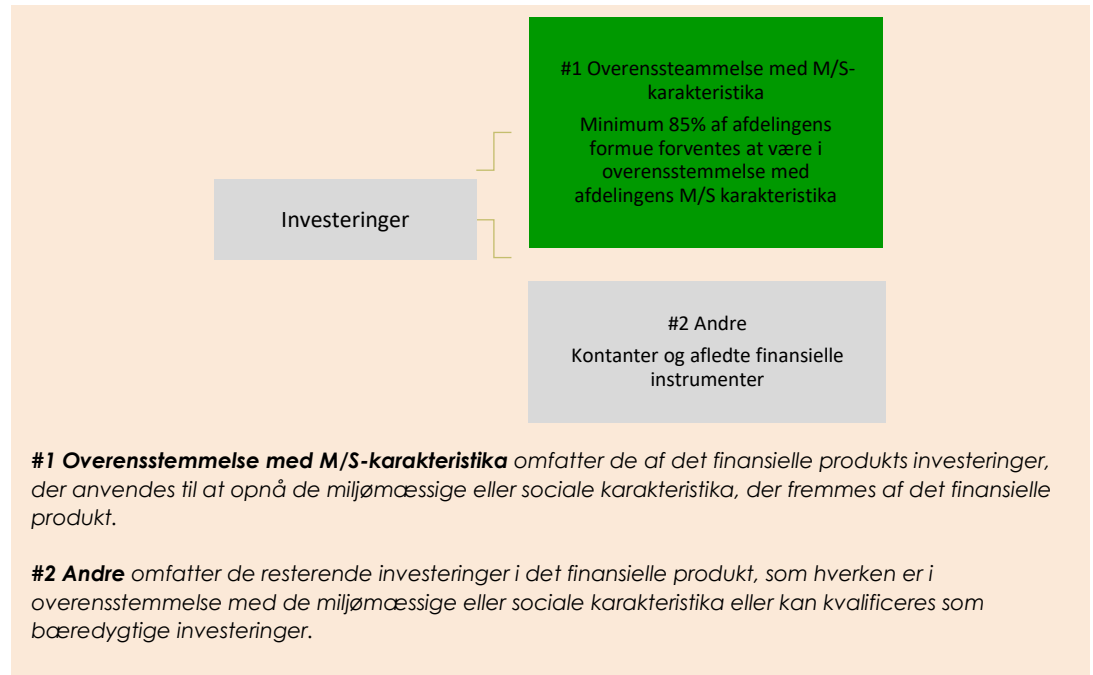 #1 Overenssteammelse med M/S-
karakteristika
Minimum 85% af afdelingens
formue forventes at være i
overensstemmelse med
afdelingens M/S karakteristika
Investeringer
#2 Andre
Kontanter og afledte finansielle
instrumenter
#1 Overensstemmelse med M/S-karakteristika omfatter de af det finansielle produkts investeringer,
der anvendes til at opnå de miljømæssige eller sociale karakteristika, der fremmes af det finansielle
produkt.
#2 Andre omfatter de resterende investeringer i det finansielle produkt, som hverken er i
overensstemmelse med de miljømæssige eller sociale karakteristika eller kan kvalificeres som
bæredygtige investeringer.